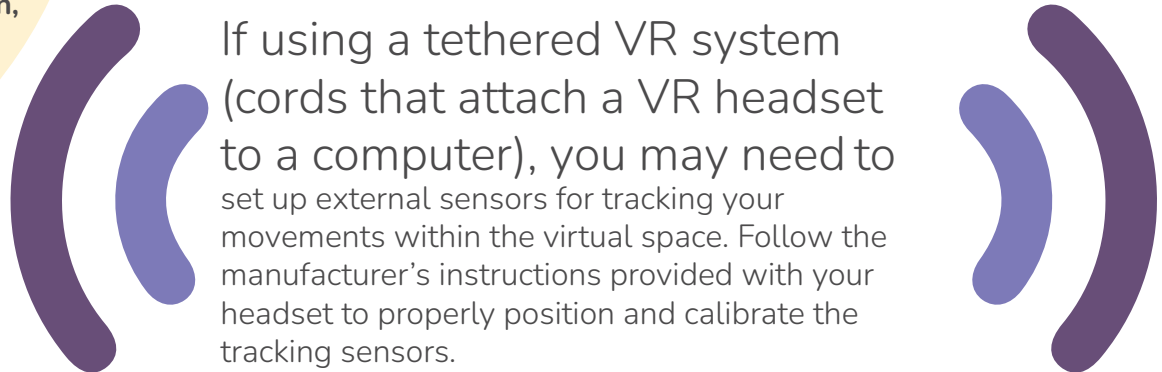 n,
If using a tethered VR system
(cords that attach a VR headset
to a computer), you may need to
set up external sensors for tracking your
movements within the virtual space. Follow the
manufacturer’s instructions provided with your
headset to properly position and calibrate the
tracking sensors.